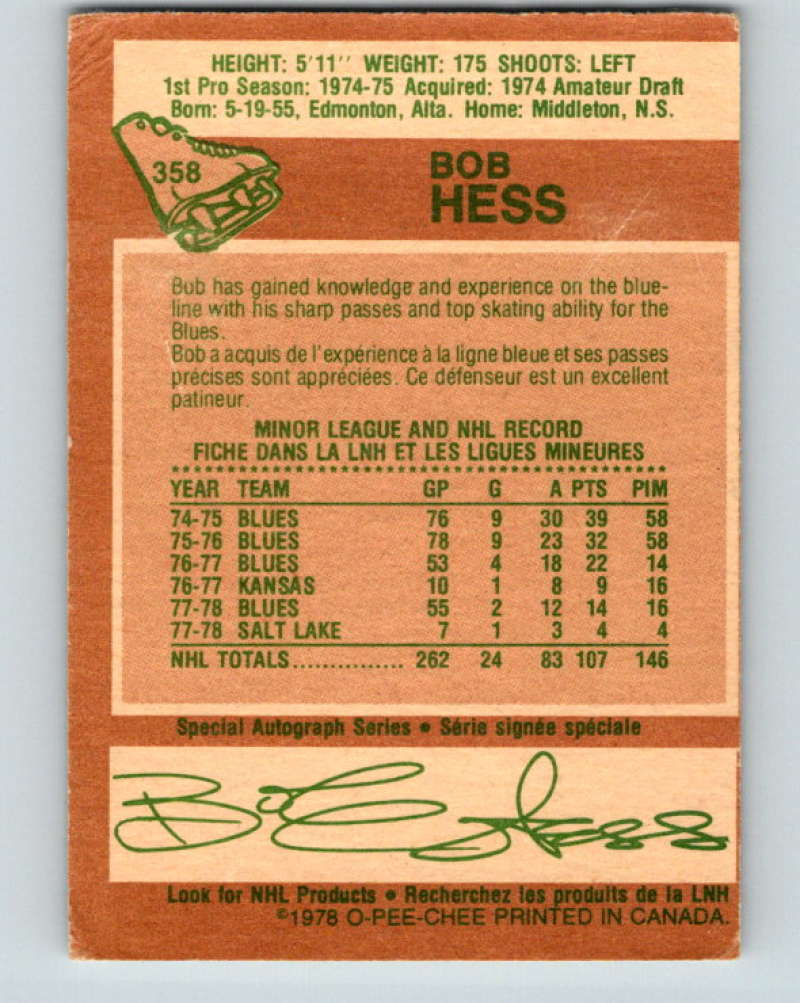 HEIGHT: 5'11'' WEIGHT: 175 SHOOTS: LEFT
1st Pro Season: 1974-75 Acquired: 1974 Amateur Draft
Born: 5-19-55, Edmonton, Alta. Home: Middleton, N.S.
358
BOB
HESS
Bob has gained knowledge and experience on the blue-
line with his sharp passes and top skating ability for the
Blues.
Bob a acquis de l'expérience à la ligne bleue et ses passes
précises sont appréciées. Ce défenseur est un excellent
patineur.
MINOR LEAGUE AND NHL RECORD
FICHE DANS LA LNH ET LES LIGUES MINEURES
YEAR TEAM GP G A PTS PIM
74-75 BLUES 76 9 30 39 58
75-76 BLUES 78 9 23 32 58
76-77 BLUES 53 4 18 22 14
76-77 KANSAS 10 1 8 9 16
77-78 BLUES 55 2 12 14 16
77-78 SALT LAKE 7 1 3 4 4
NHL TOTALS............... 262 24 83 107 146
Special Autograph Series • Série signée spéciale
Bob Hess
Look for NHL Products • Recherchez les produits de la LNH
©1978 O-PEE-CHEE PRINTED IN CANADA.